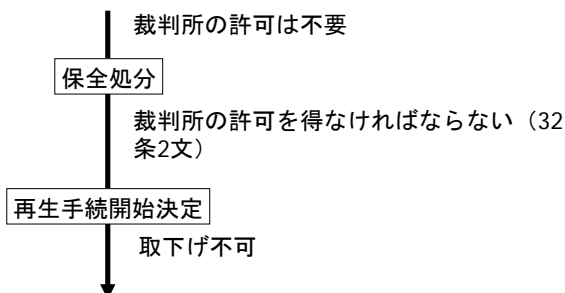 裁判所の許可は不要
保全処分
裁判所の許可を得なければならない（32
条2文）
再生手続開始決定
取下げ不可